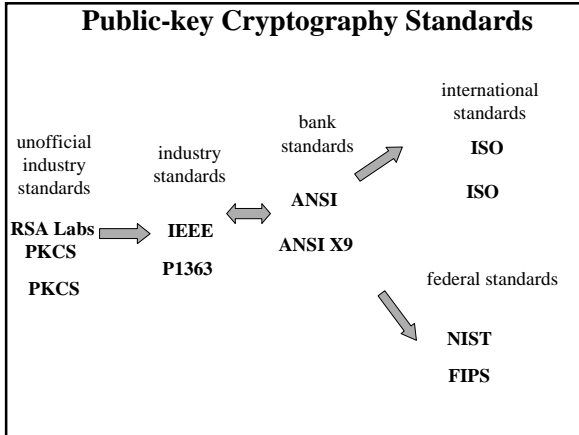 Public-key Cryptography Standards
unofficial
industry
standards
RSA Labs
PKCS
PKCS
industry
standards
IEEE
P1363
bank
standards
ANSI
ANSI X9
international
standards
ISO
ISO
federal standards
NIST
FIPS